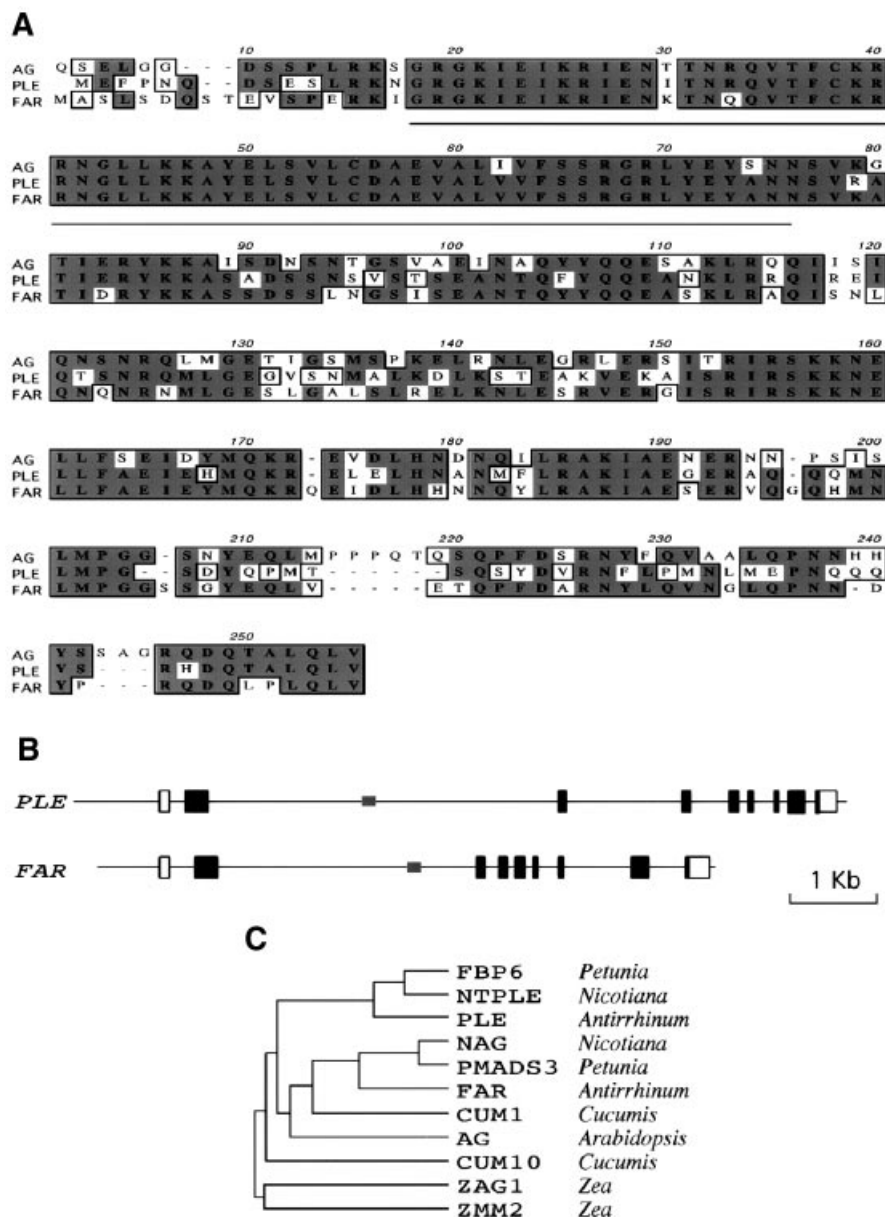 A
10 20 30 40
AG Q S E L G G - - D S S P L R K S G R G K I E I K R I E N T T N R Q V T F C K R
PLE M E F P N Q - - D S E S L R K N G R G K I E I K R I E N I T N R Q V T F C K R
FAR M A S L S D Q S T E V S P E R K I G R G K I E I K R I E N K T N Q Q V T F C K R
50 60 70 80
AG R N G L L K K A Y E L S V L C D A E V A L I V F S S R G R L Y E Y S N N S V K G
PLE R N G L L K K A Y E L S V L C D A E V A L V V F S S R G R L Y E Y A N N S V R A
FAR R N G L L K K A Y E L S V L C D A E V A L V V F S S R G R L Y E Y A N N S V K A
90 100 110 120
AG T I E R Y K K A I S D N S N T G S V A E I N A Q Y Y Q Q E S A K L R Q Q I I S I
PLE T I E R Y K K A S A D S S N S V S T S E A N T Q F Y Q Q E A N K L R R Q I R E I
FAR T I D R Y K K A S S D S S L N G S I S E A N T Q Y Y Q Q E A S K L R A Q I S N L
130 140 150 160
AG Q N S N R Q L M G E T I G S M S P K E L R N L E G R L E R S I T R I R S K K N E
PLE Q T S N R Q M L G E G V S N M A L K D L K S T E A K V E K A I S R I R S K K N E
FAR Q N Q N R N M L G E S L G A L S L R E L K N L E S R V E R G I S R I R S K K N E
170 180 190 200
AG L L F S E I D Y M Q K R - E V D L H N D N Q I L R A K I A E N E R N N - P S I S
PLE L L F A E I E H M Q K R - E L E L H N A N M F L R A K I A E G E R A Q - Q Q M N
FAR L L F A E I E Y M Q K R Q E I D L H H N N Q Y L R A K I A E S E R V Q G Q H M N
210 220 230 240
AG L M P G G - S N Y E Q L M P P P Q T Q S Q P F D S R N Y F Q V A A L Q P N N H H
PLE L M P G - - S D Y Q P M T - - - - - - S Q S Y D V R N F L P M N L M E P N Q Q Q
FAR L M P G G S S G Y E Q L V - - - - - E T Q P F D A R N Y L Q V N G L Q P N N - D
250
AG Y S S A G R Q D Q T A L Q L V
PLE V S - - - R H D Q T A L Q L V
FAR Y P - - - R Q D Q L P L Q L V
B
PLE
FAR
1 Kb
C
FBP6 Petunia
NTPLE Nicotiana
PLE Antirrhinum
NAG Nicotiana
PMADS3 Petunia
FAR Antirrhinum
CUM1 Cucumis
AG Arabidopsis
CUM10 Cucumis
ZAG1 Zea
ZMM2 Zea